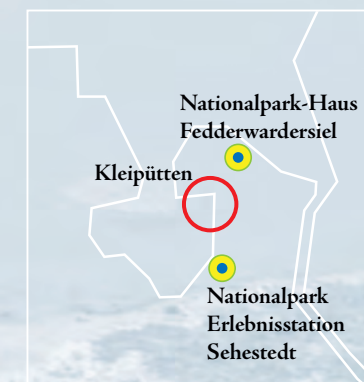 Nationalpark-Haus
Fedderwardersiel
Kleipütten
Nationalpark
Erlebnisstation
Sehestedt